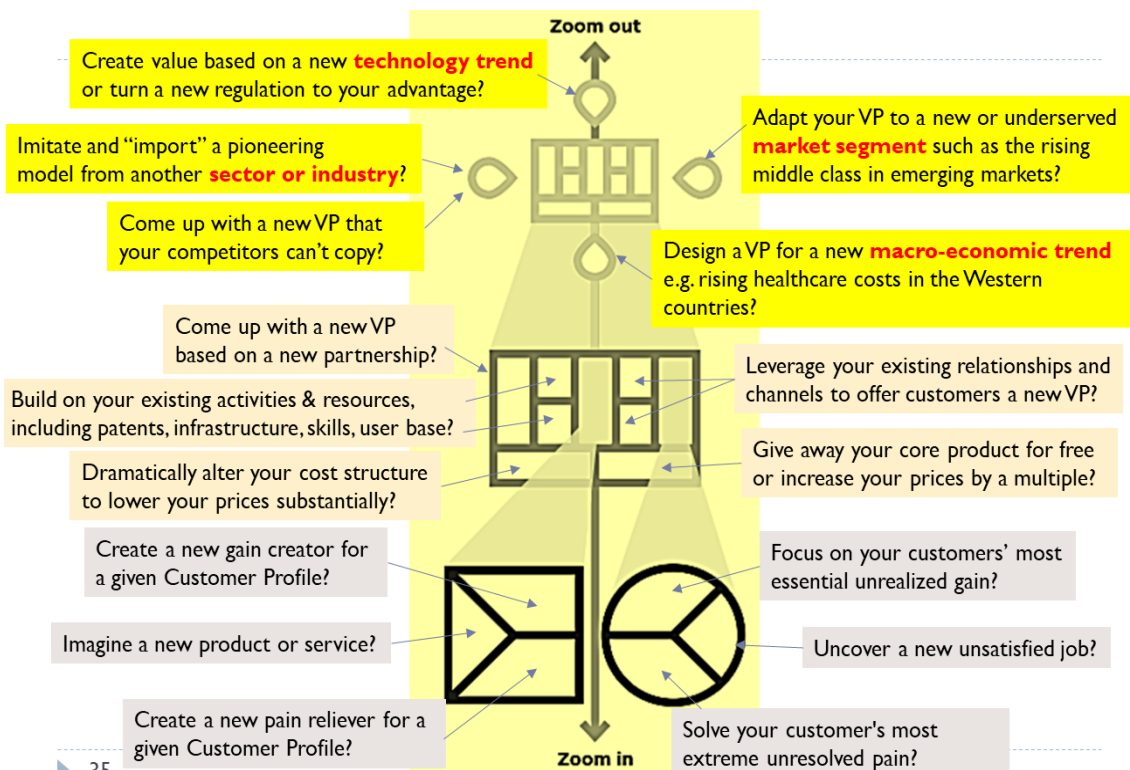 Zoom out
Create value based on a new technology trend
or turn a new regulation to your advantage?
Adapt your VP to a new or underserved
market segment such as the rising
middle class in emerging markets?
Imitate and “import” a pioneering
model from another sector or industry?
Come up with a new VP that
your competitors can’t copy?
Design a VP for a new macro-economic trend
e.g. rising healthcare costs in the Western
countries?
Come up with a new VP
based on a new partnership?
Leverage your existing relationships and
channels to offer customers a new VP?
Build on your existing activities & resources,
including patents, infrastructure, skills, user base?
Give away your core product for free
or increase your prices by a multiple?
Dramatically alter your cost structure
to lower your prices substantially?
Create a new gain creator for
a given Customer Profile?
Focus on your customers’ most
essential unrealized gain?
Imagine a new product or service?
Uncover a new unsatisfied job?
Create a new pain reliever for a
given Customer Profile?
Solve your customer's most
extreme unresolved pain?
Zoom in
35